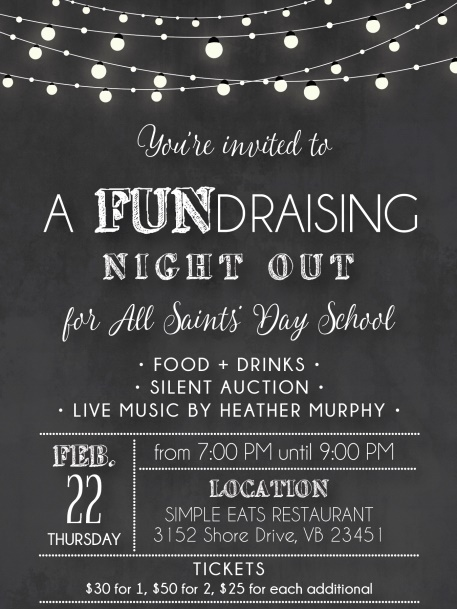 You're invited to
A FUNDRAISING
NIGHT OUT
for All Saints' Day School
• FOOD + DRINKS •
• SILENT AUCTION •
• LIVE MUSIC BY HEATHER MURPHY •
FEB.
22
THURSDAY
from 7:00 PM until 9:00 PM
LOCATION
SIMPLE EATS RESTAURANT
3152 Shore Drive, VB 23451
TICKETS
$30 for 1, $50 for 2, $25 for each additional